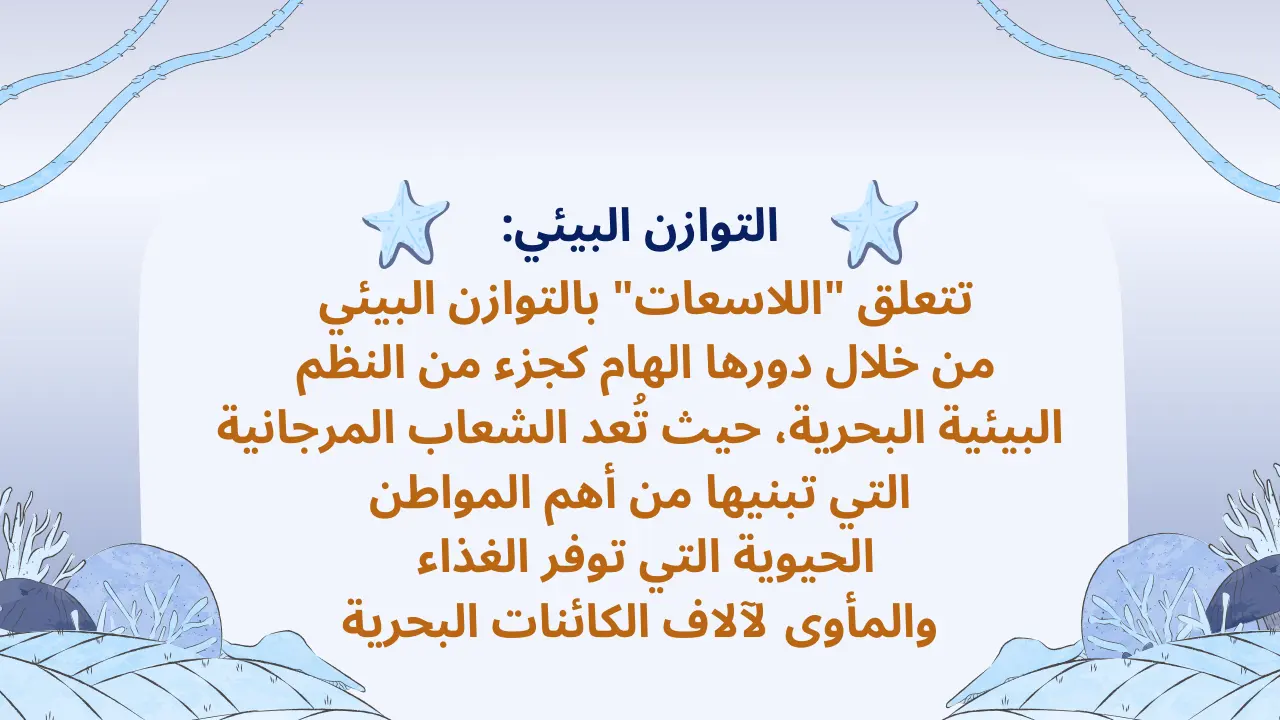 التوازن البيئي:
تتعلق "اللاسعات" بالتوازن البيئي
من خلال دورها الهام كجزء من النظم
البيئية البحرية، حيث تُعد الشعاب المرجانية
التي تبنيها من أهم المواطن
الحيوية التي توفر الغذاء
والمأوى لآلاف الكائنات البحرية